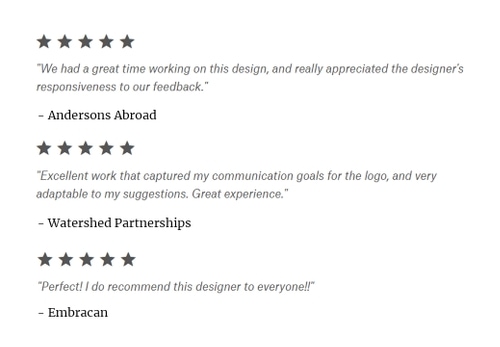 "We had a great time working on this design, and really appreciated the designer's
responsiveness to our feedback."
– Andersons Abroad
"Excellent work that captured my communication goals for the logo, and very
adaptable to my suggestions. Great experience."
– Watershed Partnerships
"Perfect! I do recommend this designer to everyone!!"
– Embracan